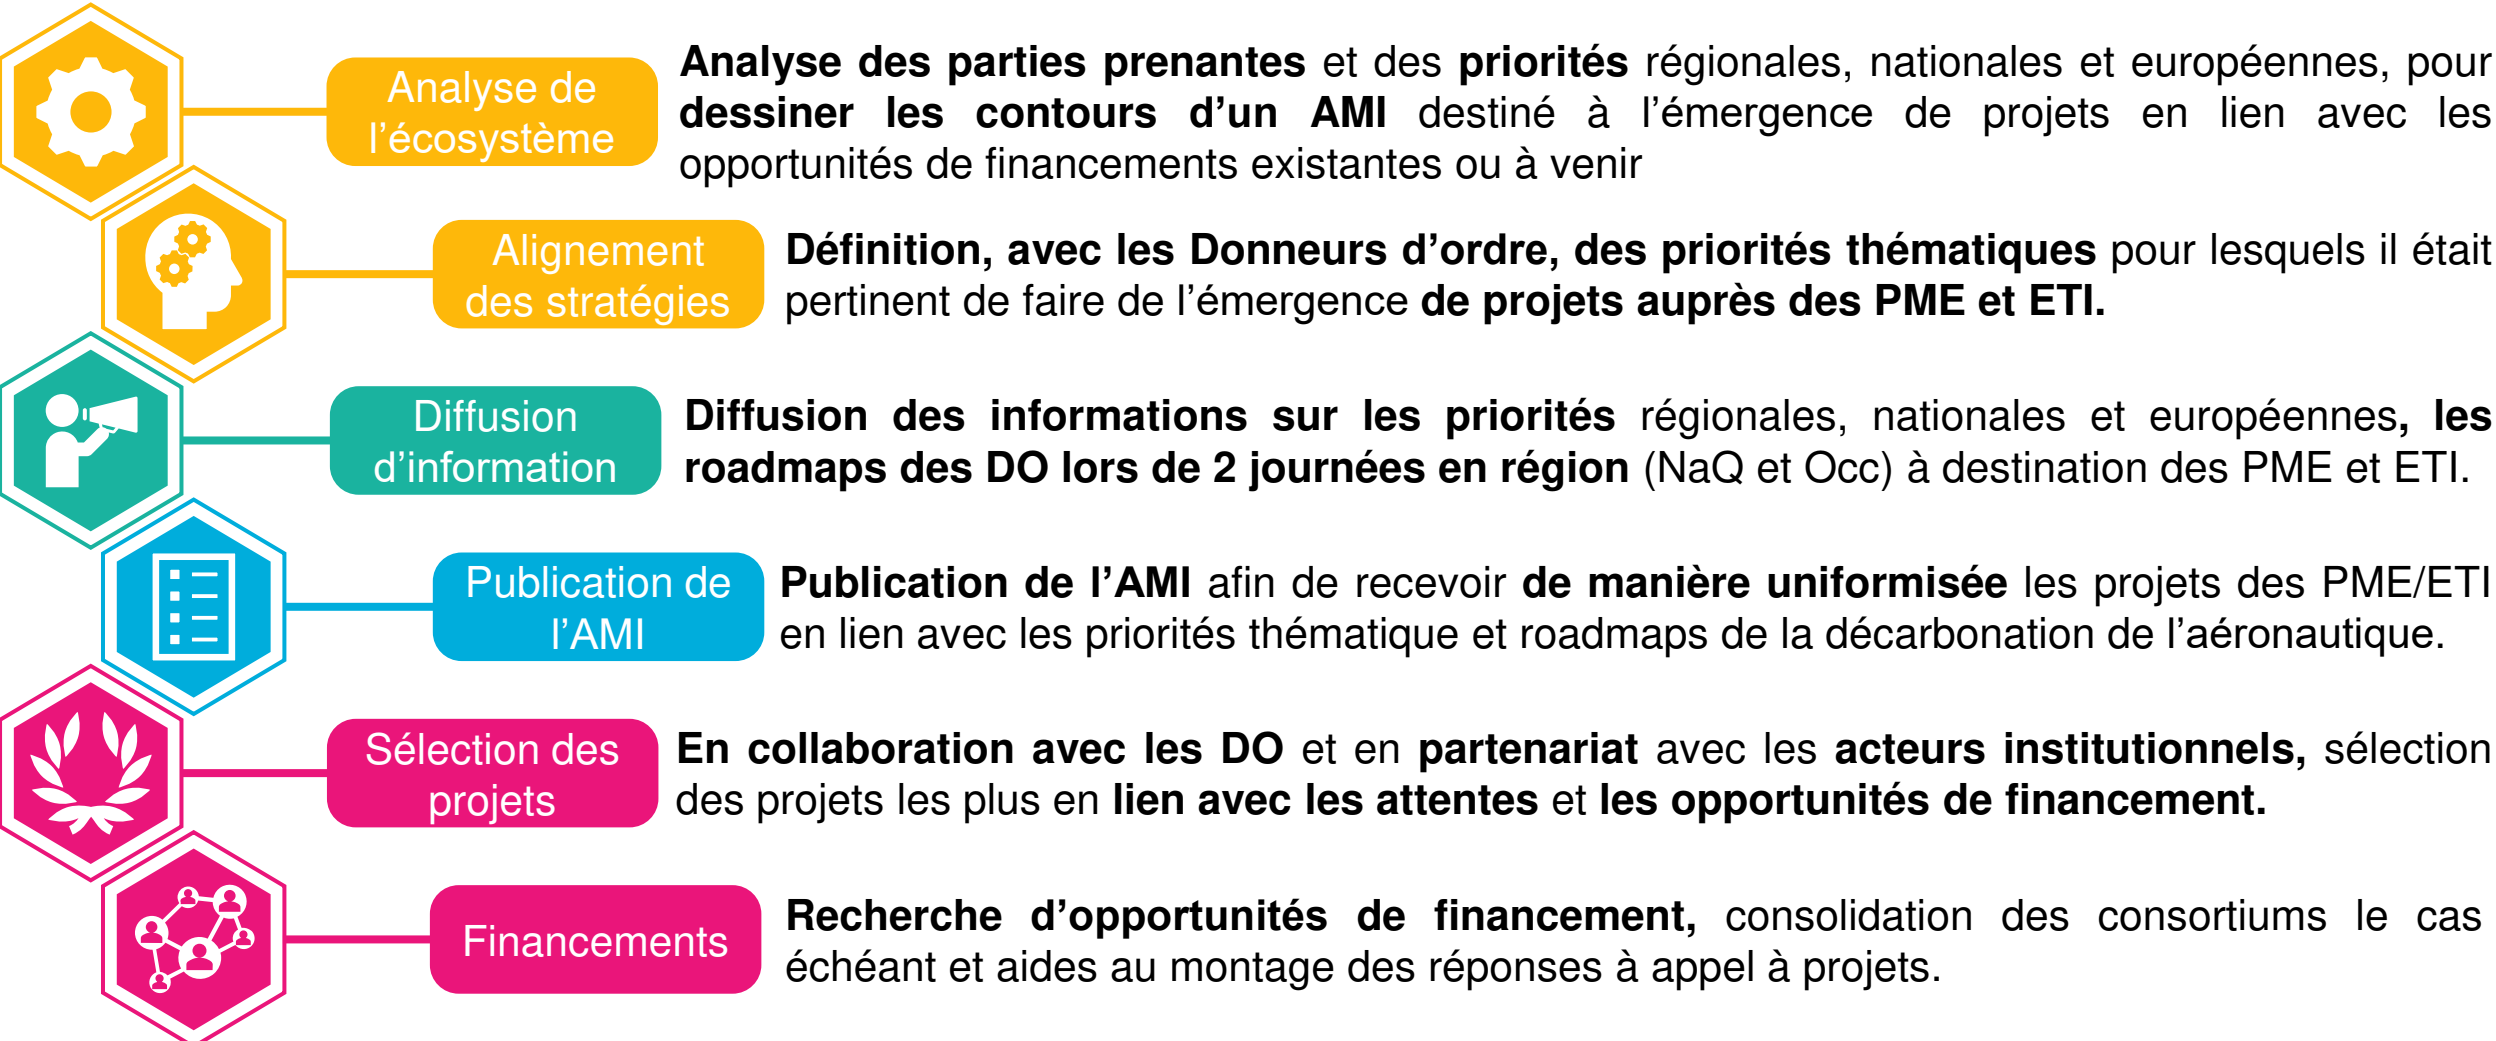 Analyse de
l’écosystème
Analyse des parties prenantes et des priorités régionales, nationales et européennes, pour
dessiner les contours d’un AMI destiné à l’émergence de projets en lien avec les
opportunités de financements existantes ou à venir
Alignement
des stratégies
Définition, avec les Donneurs d’ordre, des priorités thématiques pour lesquels il était
pertinent de faire de l’émergence de projets auprès des PME et ETI.
Diffusion
d’information
Diffusion des informations sur les priorités régionales, nationales et européennes, les
roadmaps des DO lors de 2 journées en région (NaQ et Occ) à destination des PME et ETI.
Publication de
l’AMI
Publication de l’AMI afin de recevoir de manière uniformisée les projets des PME/ETI
en lien avec les priorités thématique et roadmaps de la décarbonation de l’aéronautique.
Sélection des
projets
En collaboration avec les DO et en partenariat avec les acteurs institutionnels, sélection
des projets les plus en lien avec les attentes et les opportunités de financement.
Financements
Recherche d’opportunités de financement, consolidation des consortiums le cas
échéant et aides au montage des réponses à appel à projets.